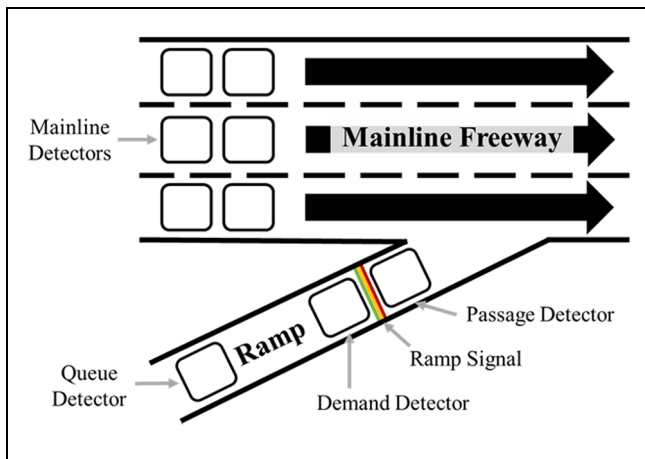 Mainline
Detectors
Mainline Freeway
Passage Detector
Ramp
Ramp Signal
Queue
Detector
Demand Detector